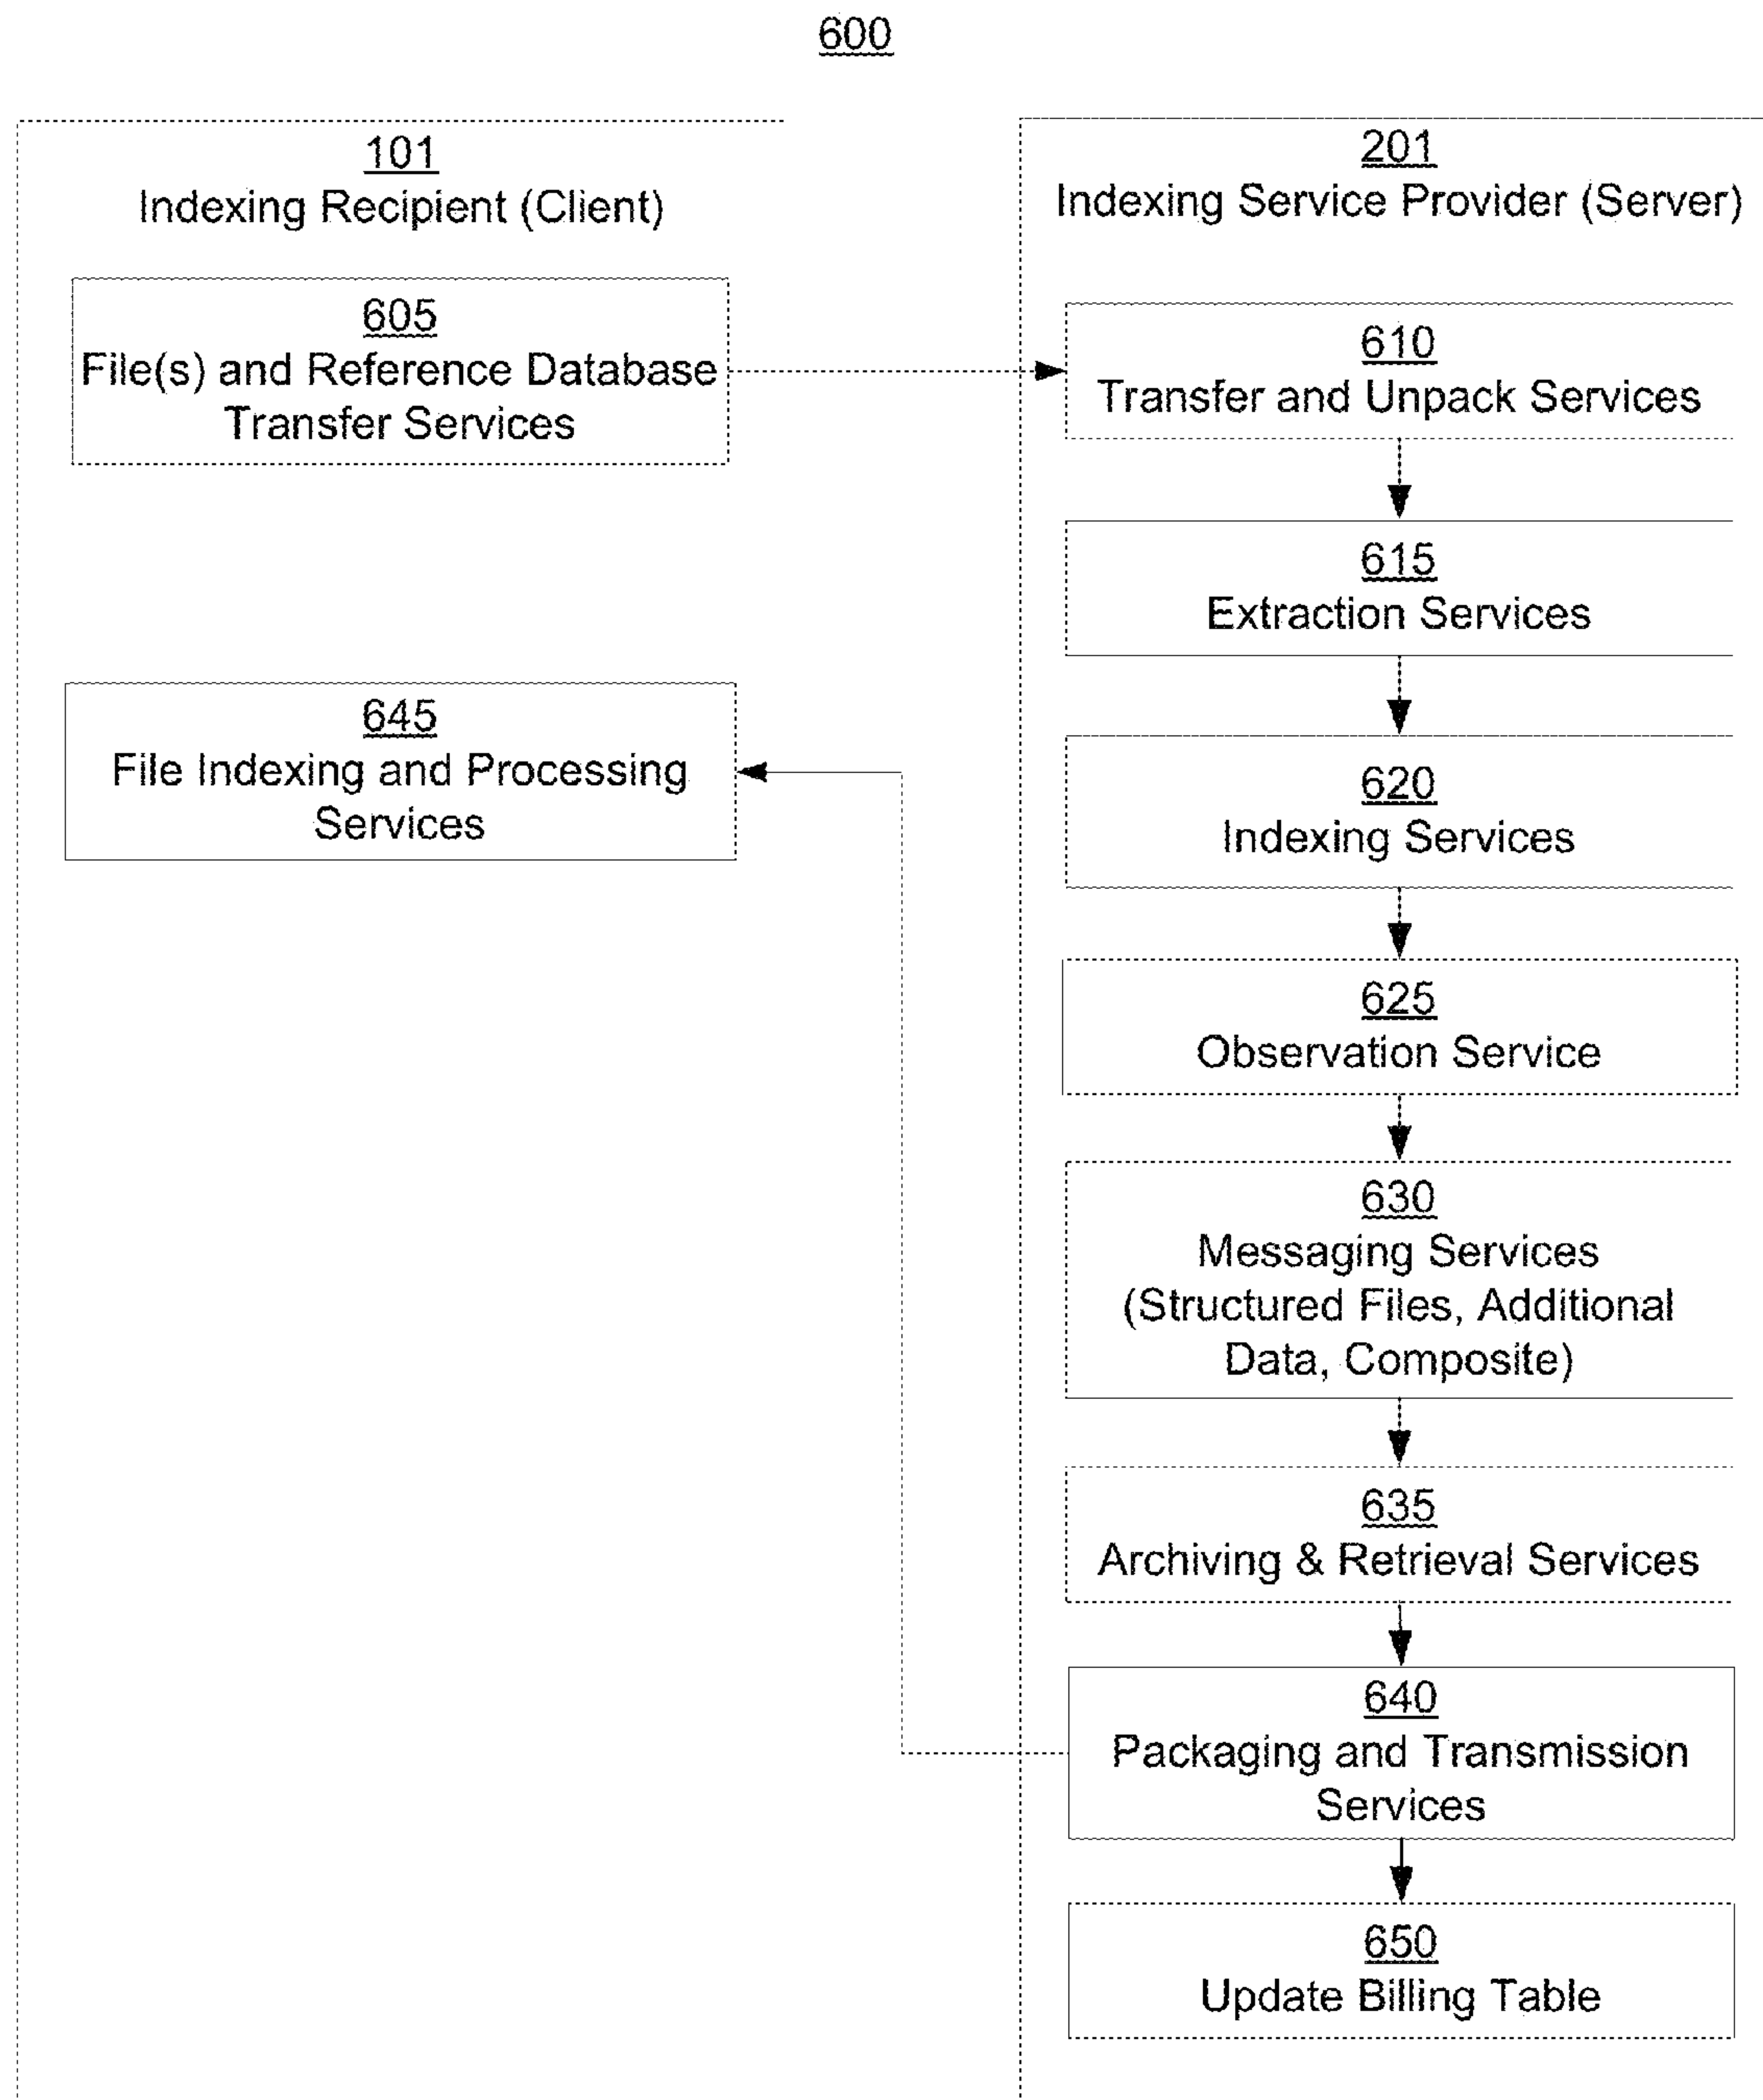 600
101
Indexing Recipient (Client)
605
File(s) and Reference Database
Transfer Services
645
File Indexing and Processing
Services
201
Indexing Service Provider (Server)
610
Transfer and Unpack Services
615
Extraction Services
620
Indexing Services
625
Observation Service
630
Messaging Services
(Structured Files, Additional
Data, Composite)
635
Archiving & Retrieval Services
640
Packaging and Transmission
Services
650
Update Billing Table